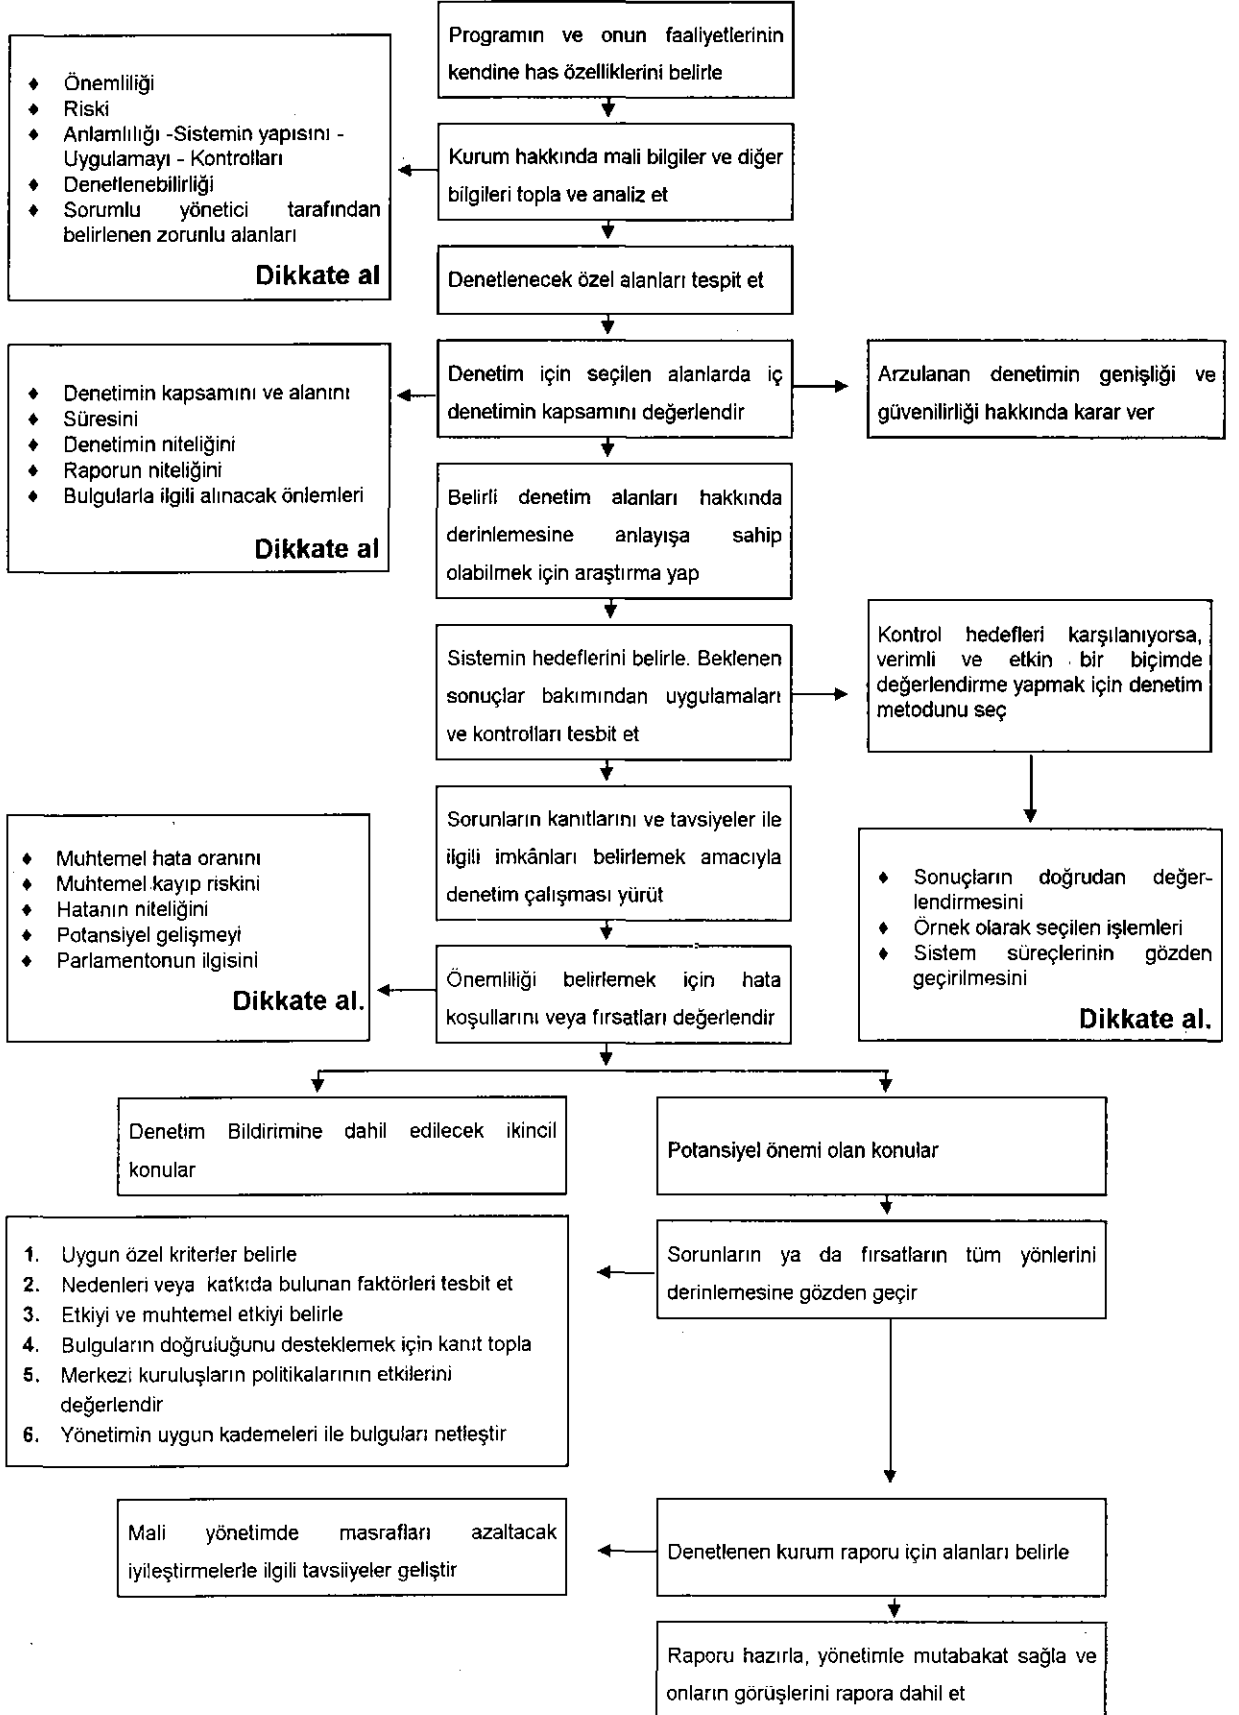 Programın ve onun faaliyetlerinin
kendine has özelliklerini belirle
♦ Önemliliği
♦ Riski
♦ Anlamlılığı -Sistemin yapısını -
Uygulamayı - Kontrolları
♦ Denetlenebilirliği
♦ Sorumlu yönetici tarafından
belirlenen zorunlu alanları
Dikkate al
Kurum hakkında mali bilgiler ve diğer
bilgileri topla ve analiz et
Denetlenecek özel alanları tespit et
Denetim için seçilen alanlarda iç
denetimin kapsamını değerlendir
♦ Denetimin kapsamını ve alanını
♦ Süresini
♦ Denetimin niteliğini
♦ Raporun niteliğini
♦ Bulgularla ilgili alınacak önlemleri
Dikkate al
Arzulanan denetimin genişliği ve
güvenilirliği hakkında karar ver
Belirli denetim alanları hakkında
derinlemesine anlayışa sahip
olabilmek için araştırma yap
Sistemin hedeflerini belirle. Beklenen
sonuçlar bakımından uygulamaları
ve kontrolları tesbit et
Kontrol hedefleri karşılanıyorsa,
verimli ve etkin bir biçimde
değerlendirme yapmak için denetim
metodunu seç
Sorunların kanıtlarını ve tavsiyeler ile
ilgili imkânları belirlemek amacıyla
denetim çalışması yürüt
♦ Muhtemel hata oranını
♦ Muhtemel kayıp riskini
♦ Hatanın niteliğini
♦ Potansiyel gelişmeyi
♦ Parlamentonun ilgisini
Dikkate al.
♦ Sonuçların doğrudan değer-
lendirmesini
♦ Örnek olarak seçilen işlemleri
♦ Sistem süreçlerinin gözden
geçirilmesini
Dikkate al.
Önemliliği belirlemek için hata
koşullarını veya fırsatları değerlendir
Denetim Bildirimine dahil edilecek ikincil
konular
Potansiyel önemi olan konular
1. Uygun özel kriterler belirle
2. Nedenleri veya katkıda bulunan faktörleri tesbit et
3. Etkiyi ve muhtemel etkiyi belirle
4. Bulguların doğruluğunu desteklemek için kanıt topla
5. Merkezi kuruluşların politikalarının etkilerini
değerlendir
6. Yönetimin uygun kademeleri ile bulguları netleştir
Sorunların ya da fırsatların tüm yönlerini
derinlemesine gözden geçir
Mali yönetimde masrafları azaltacak
iyileştirmelerle ilgili tavsiiyeler geliştir
Denetlenen kurum raporu için alanları belirle
Raporu hazırla, yönetimle mutabakat sağla ve
onların görüşlerini rapora dahil et